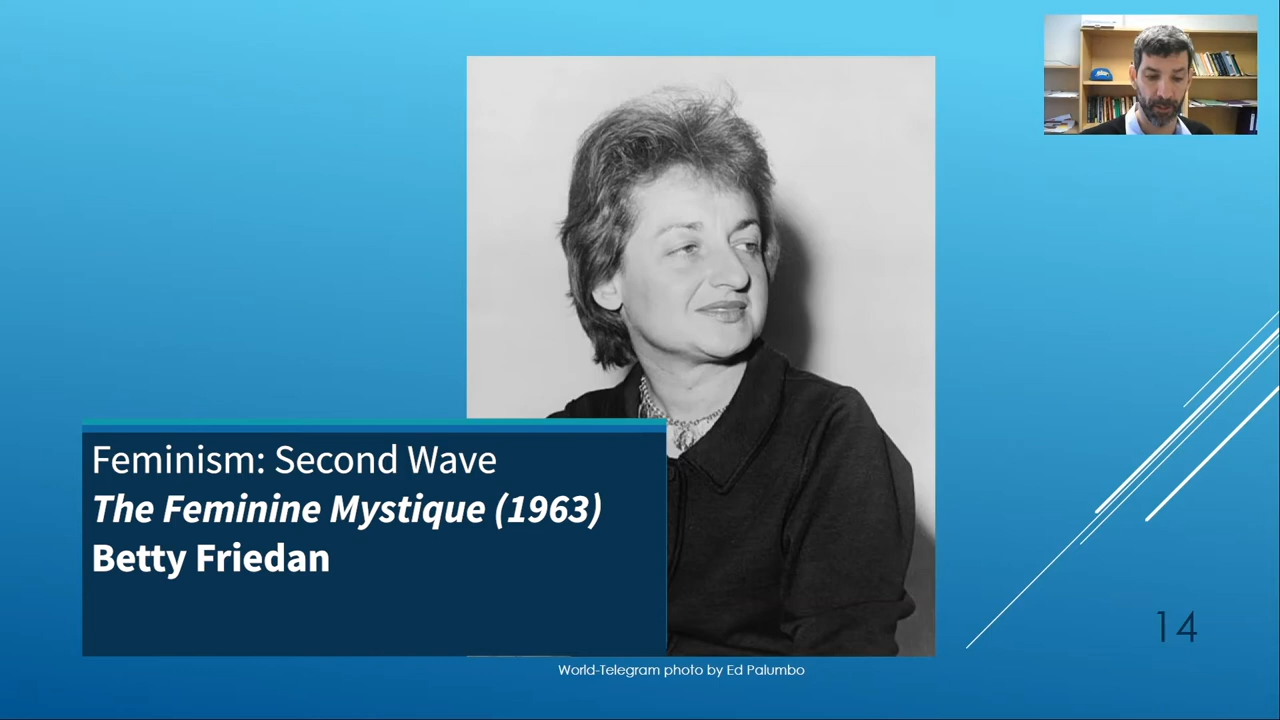 Feminism: Second Wave
The Feminine Mystique (1963)
Betty Friedan
14
World-Telegram photo by Ed Palumbo